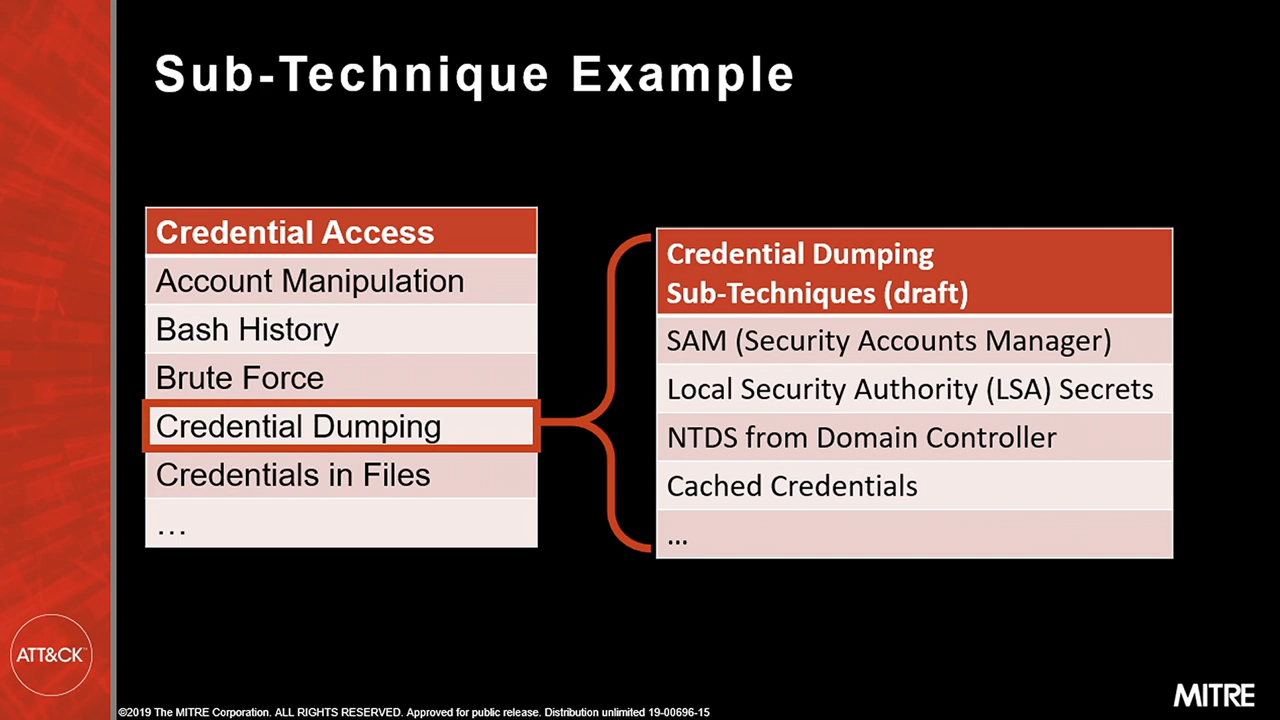 Sub-Technique Example
Credential Access
Account Manipulation
Bash History
Brute Force
Credential Dumping
Credentials in Files
…
Credential Dumping
Sub-Techniques (draft)
SAM (Security Accounts Manager)
Local Security Authority (LSA) Secrets
NTDS from Domain Controller
Cached Credentials
...
ATT&CK™
MITRE
©2019 The MITRE Corporation. ALL RIGHTS RESERVED. Approved for public release. Distribution unlimited 19-00696-15